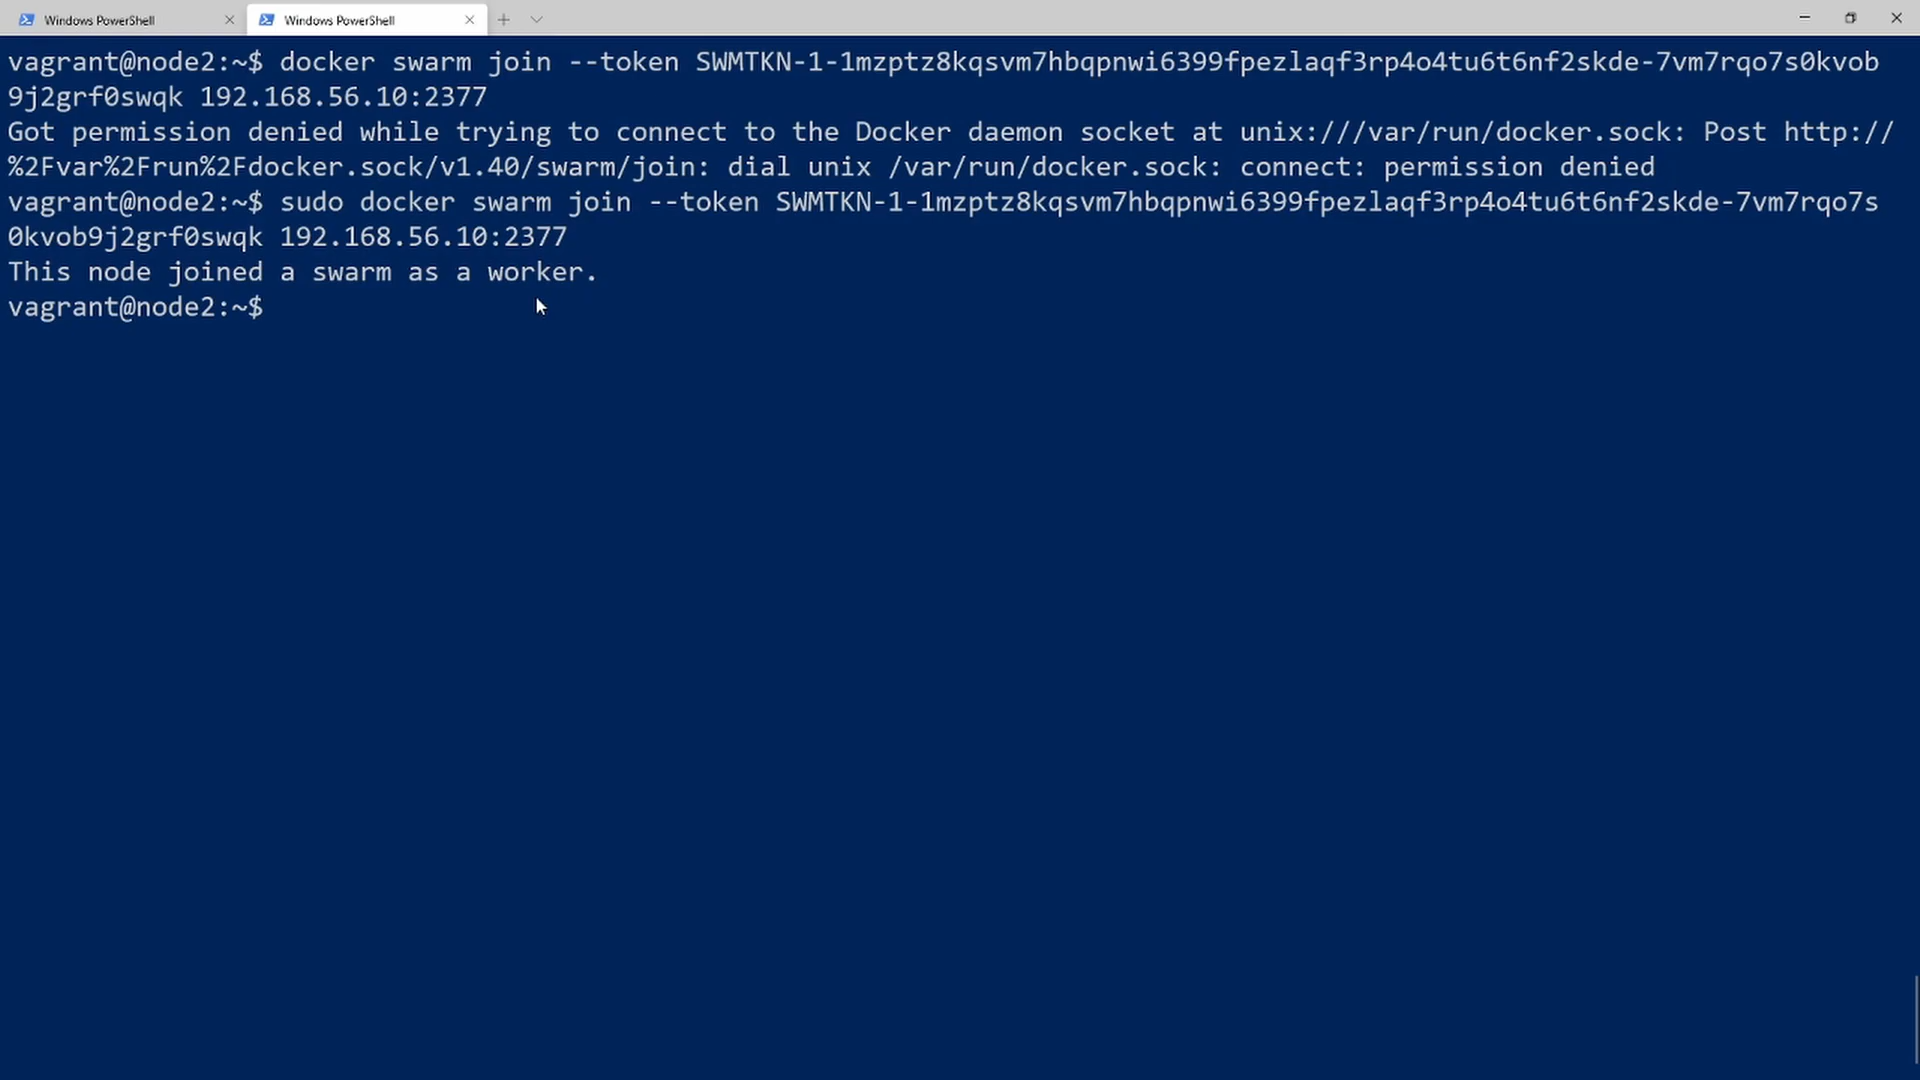 Windows PowerShell
Windows PowerShell
vagrant@node2:~$ docker swarm join --token SWMTKN-1-1mzptz8kqsvm7hbqpnwi6399fpezlaqf3rp4o4tu6t6nf2skde-7vm7rqo7s0kvob
9j2grf0swqk 192.168.56.10:2377
Got permission denied while trying to connect to the Docker daemon socket at unix:///var/run/docker.sock: Post http://
%2Fvar%2Frun%2Fdocker.sock/v1.40/swarm/join: dial unix /var/run/docker.sock: connect: permission denied
vagrant@node2:~$ sudo docker swarm join --token SWMTKN-1-1mzptz8kqsvm7hbqpnwi6399fpezlaqf3rp4o4tu6t6nf2skde-7vm7rqo7s
0kvob9j2grf0swqk 192.168.56.10:2377
This node joined a swarm as a worker.
vagrant@node2:~$